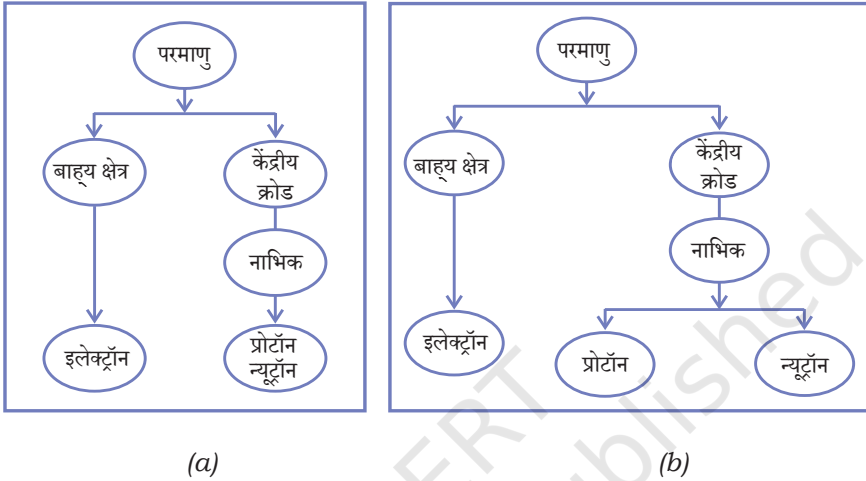 परमाणु
बाह्य क्षेत्र
केंद्रीय
क्रोड
नाभिक
इलेक्ट्रॉन
प्रोटॉन
न्यूट्रॉन
(a)
परमाणु
बाह्य क्षेत्र
केंद्रीय
क्रोड
नाभिक
इलेक्ट्रॉन
प्रोटॉन
न्यूट्रॉन
(b)